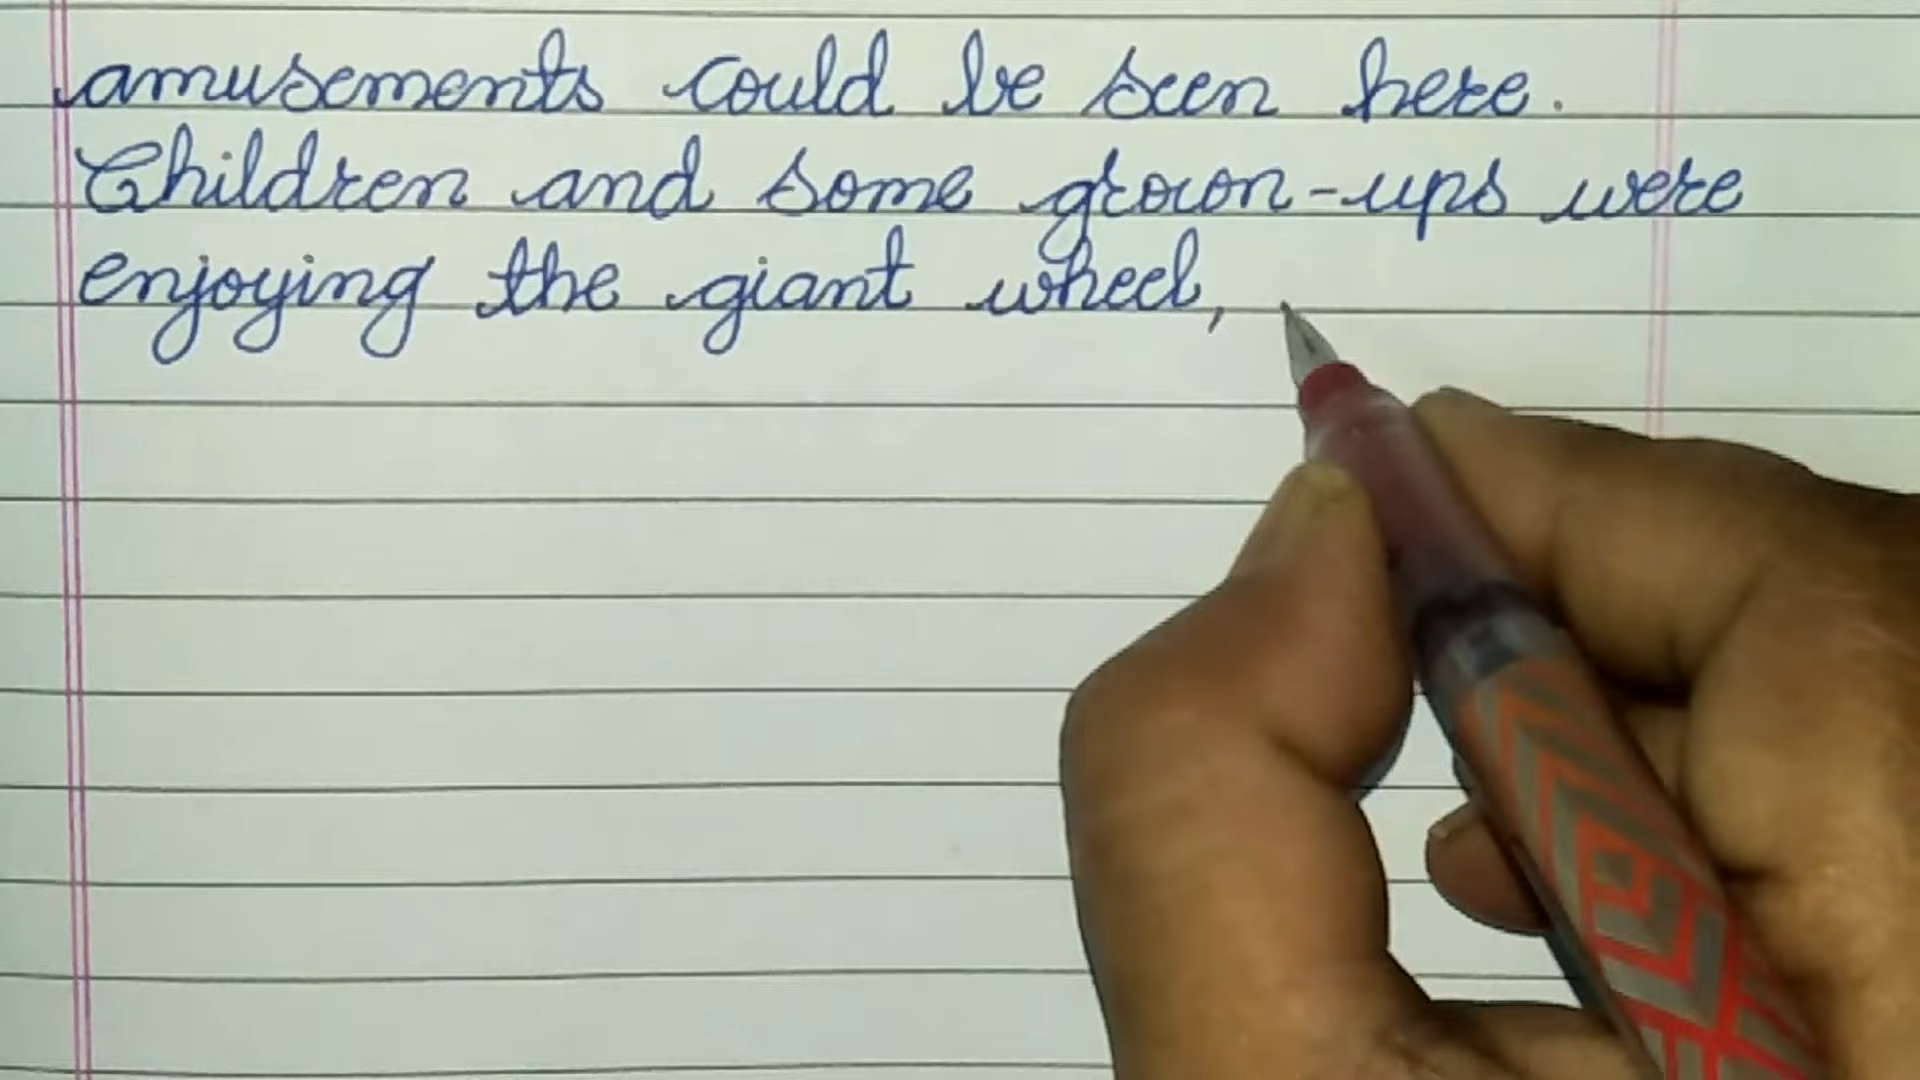 amusements could be seen here.
Children and some grown-ups were
enjoying the giant wheel,